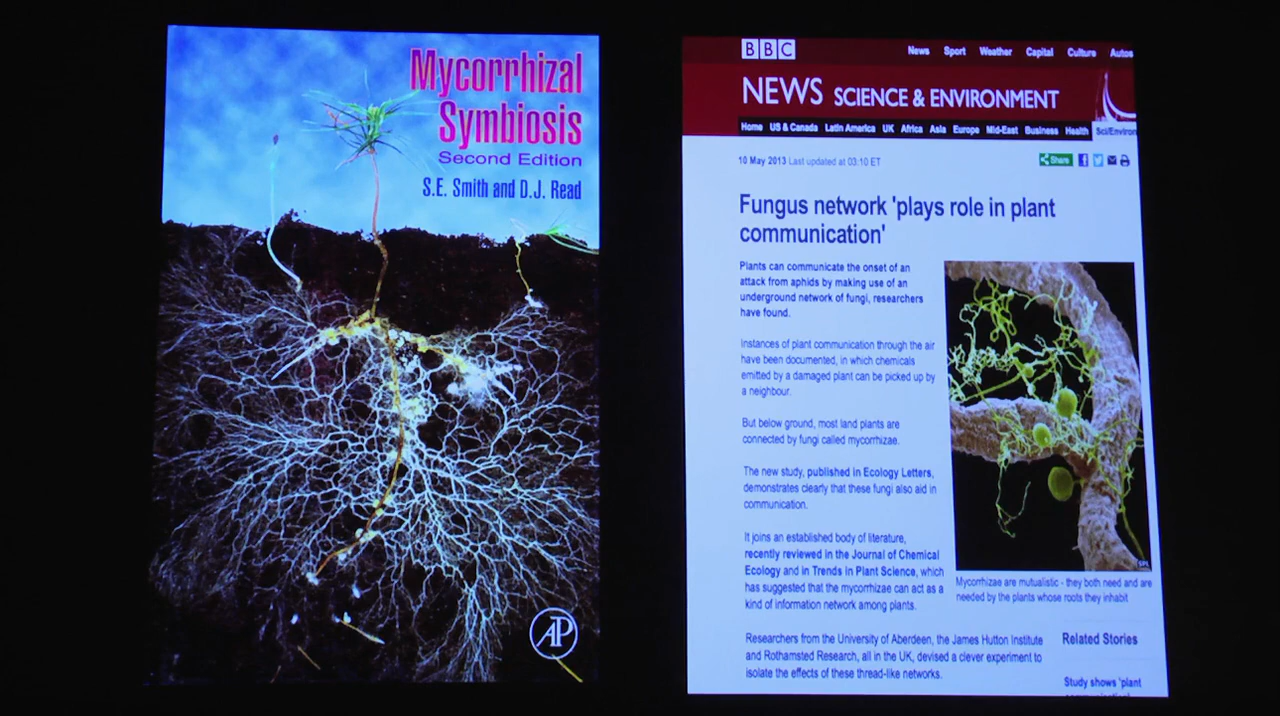 Mycorrhizal
Symbiosis
Second Edition
S.E. Smith and D.J. Read
AP
BBC
News Sport Weather Capital Culture Autos
NEWS SCIENCE & ENVIRONMENT
Home US & Canada Latin America UK Africa Asia Europe Mid-East Business Health Sci/Environ
10 May 2013 Last updated at 03:10 ET
Share
Fungus network 'plays role in plant
communication'
Plants can communicate the onset of an
attack from aphids by making use of an
underground network of fungi, researchers
have found.
Instances of plant communication through the air
have been documented, in which chemicals
emitted by a damaged plant can be picked up by
a neighbour.
But below ground, most land plants are
connected by fungi called mycorrhizae.
The new study, published in Ecology Letters,
demonstrates clearly that these fungi also aid in
communication.
It joins an established body of literature,
recently reviewed in the Journal of Chemical
Ecology and in Trends in Plant Science, which
has suggested that the mycorrhizae can act as a
kind of information network among plants.
Researchers from the University of Aberdeen, the James Hutton Institute
and Rothamsted Research, all in the UK, devised a clever experiment to
isolate the effects of these thread-like networks.
SPL
Mycorrhizae are mutualistic - they both need and are
needed by the plants whose roots they inhabit
Related Stories
Study shows 'plant
communication'